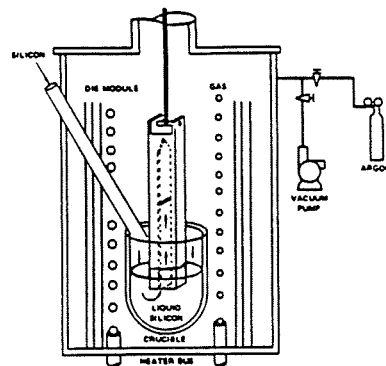 SILICON
DIE MODULE
GAS
ARGON
VACUUM
PUMP
LIQUID
SILICON
CRUCIBLE
HEATER BUS